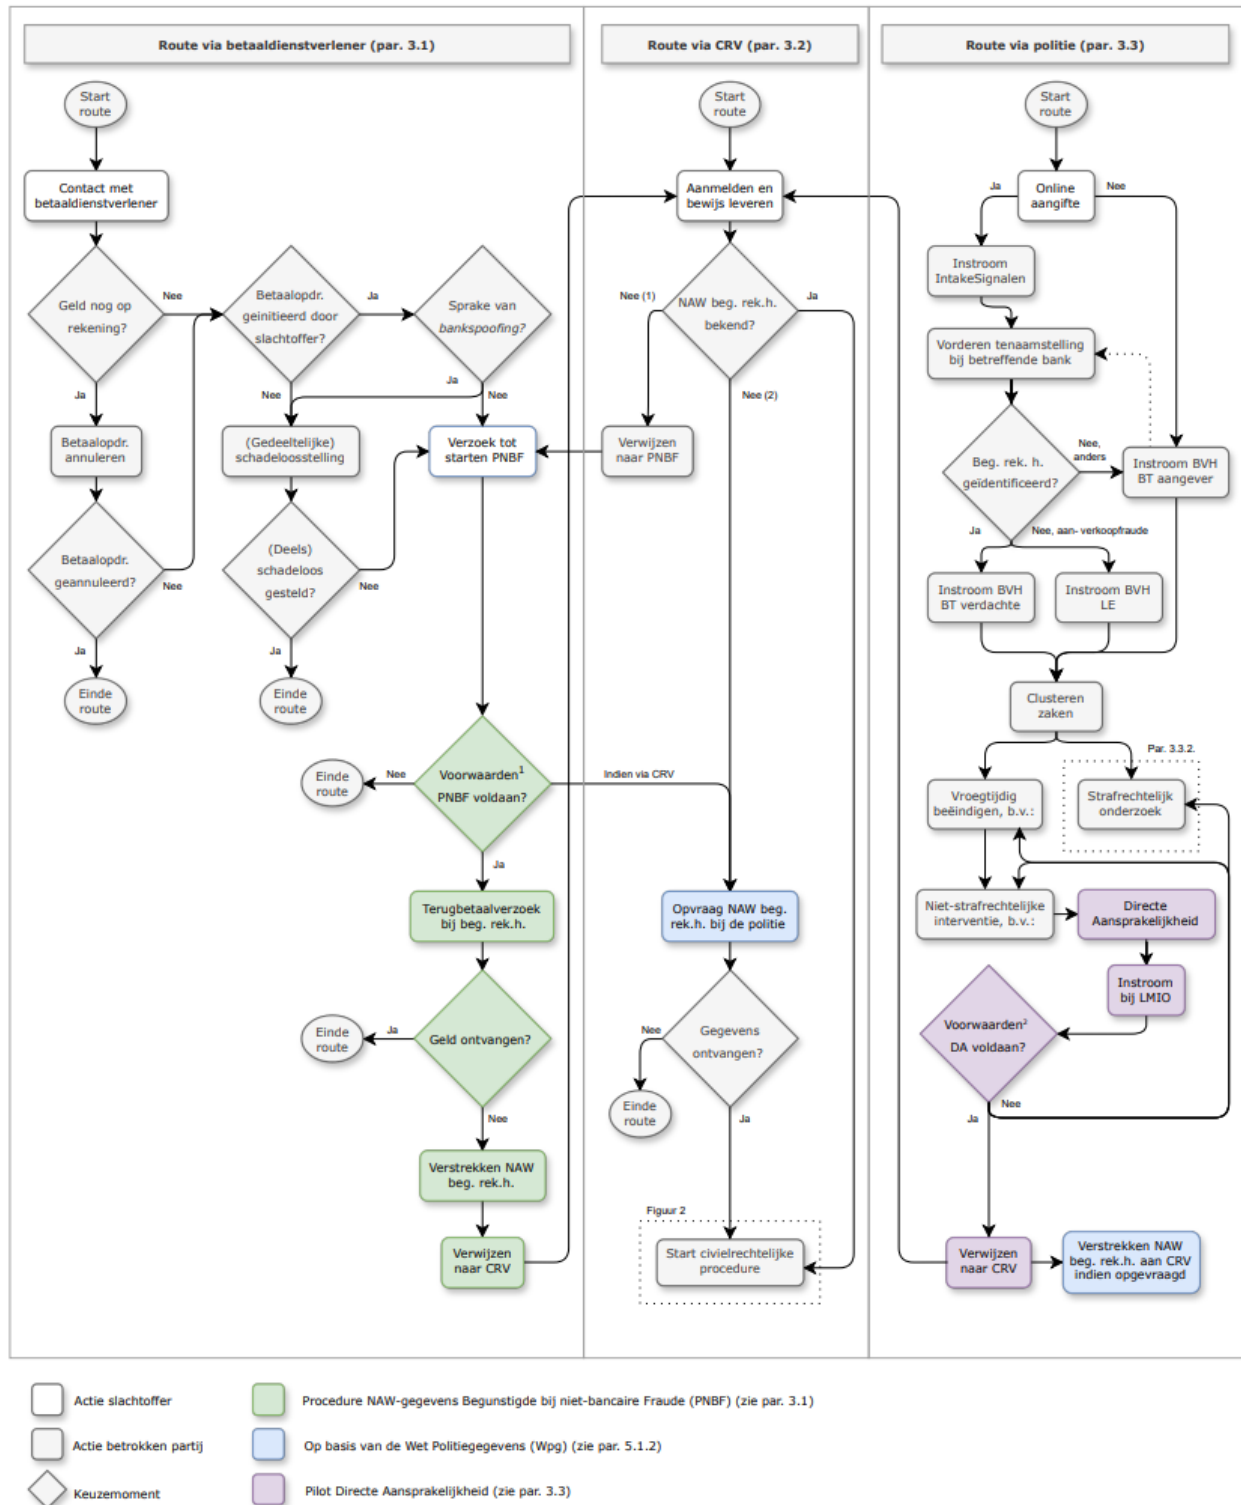 Route via betaaldienstverlener (par. 3.1)
Start
route
Contact met
betaaldienstverlener
Geld nog op
rekening?
Nee
Betaalopdr.
geinitieerd door
slachtoffer?
Ja
Sprake van
bankspoofing?
Ja
Nee
Ja
Nee
Betaalopdr.
annuleren
(Gedeeltelijke)
schadeloosstelling
Verzoek tot
starten PNBF
Betaalopdr.
geannuleerd?
Nee
(Deels)
schadeloos
gesteld?
Nee
Ja
Ja
Einde
route
Einde
route
Einde
route
Nee
Voorwaarden¹
PNBF voldaan?
Indien via CRV
Ja
Terugbetaalverzoek
bij beg. rek.h.
Einde
route
Ja
Geld ontvangen?
Nee
Verstrekken NAW
beg. rek.h.
Verwijzen
naar CRV
Route via CRV (par. 3.2)
Start
route
Aanmelden en
bewijs leveren
Nee (1)
NAW beg. rek.h.
bekend?
Ja
Nee (2)
Verwijzen
naar PNBF
Opvraag NAW beg.
rek.h. bij de politie
Nee
Gegevens
ontvangen?
Einde
route
Ja
Figuur 2
Start civielrechtelijke
procedure
Route via politie (par. 3.3)
Start
route
Ja
Online
aangifte
Nee
Instroom
IntakeSignalen
Vorderen tenaamstelling
bij betreffende bank
Beg. rek. h.
geïdentificeerd?
Nee,
anders
Instroom BVH
BT aangever
Ja
Nee, aan- verkoopfraude
Instroom BVH
BT verdachte
Instroom BVH
LE
Clusteren
zaken
Par. 3.3.2.
Vroegtijdig
beëindigen, b.v.:
Strafrechtelijk
onderzoek
Niet-strafrechtelijke
interventie, b.v.:
Directe
Aansprakelijkheid
Instroom
bij LMIO
Voorwaarden²
DA voldaan?
Ja
Nee
Verwijzen
naar CRV
Verstrekken NAW
beg. rek.h. aan CRV
indien opgevraagd
Actie slachtoffer
Procedure NAW-gegevens Begunstigde bij niet-bancaire Fraude (PNBF) (zie par. 3.1)
Actie betrokken partij
Op basis van de Wet Politiegegevens (Wpg) (zie par. 5.1.2)
Keuzemoment
Pilot Directe Aansprakelijkheid (zie par. 3.3)